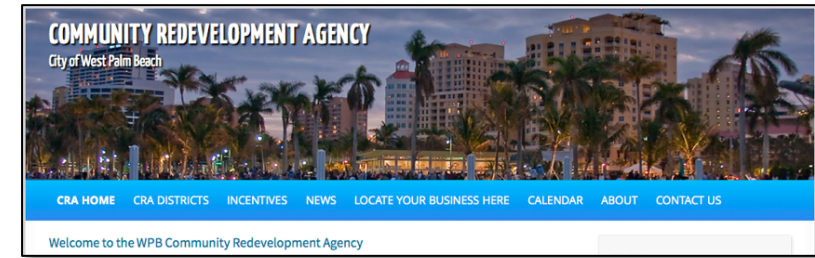 COMMUNITY REDEVELOPMENT AGENCY
City of West Palm Beach
CRA HOME CRA DISTRICTS INCENTIVES NEWS LOCATE YOUR BUSINESS HERE CALENDAR ABOUT CONTACT US
Welcome to the WPB Community Redevelopment Agency